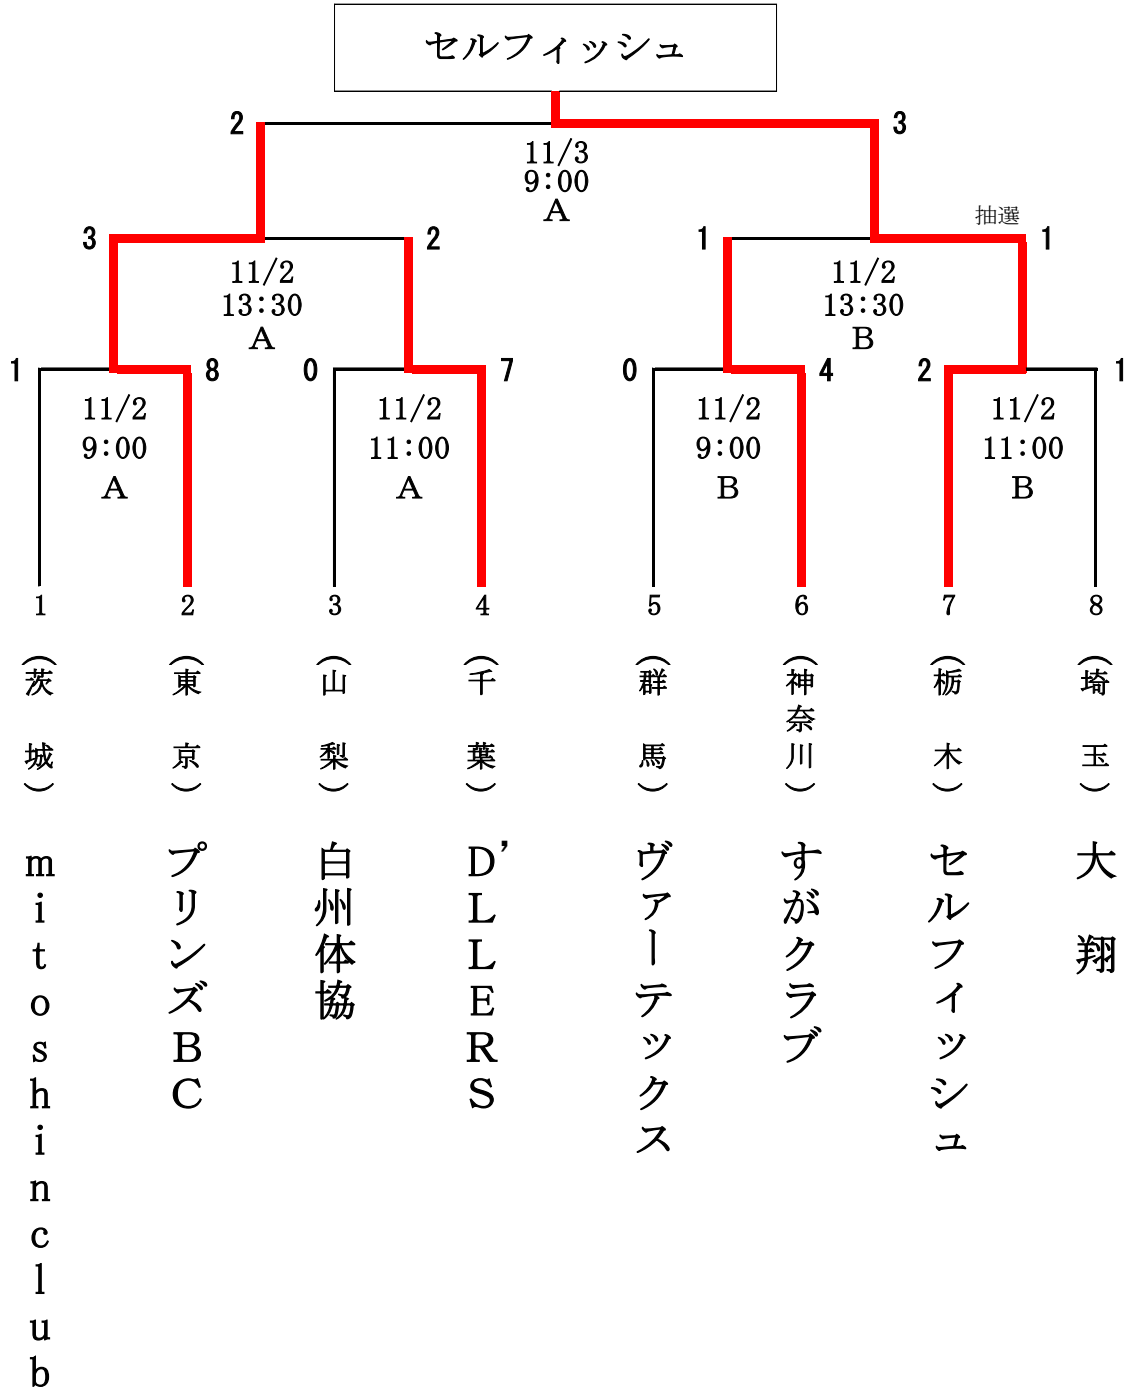 セルフィッシュ
2
3
11/3
9:00
A
抽選
3
2
1
1
11/2
13:30
A
11/2
13:30
B
1
8
0
7
0
4
2
1
11/2
9:00
A
11/2
11:00
A
11/2
9:00
B
11/2
11:00
B
1
2
3
4
5
6
7
8
(茨城)
(東京)
(山梨)
(千葉)
(群馬)
(神奈川)
(栃木)
(埼玉)
mitoshinclub
プリンズBC
白州体協
D'LLERS
ヴァーテックス
すがクラブ
セルフィッシュ
大翔